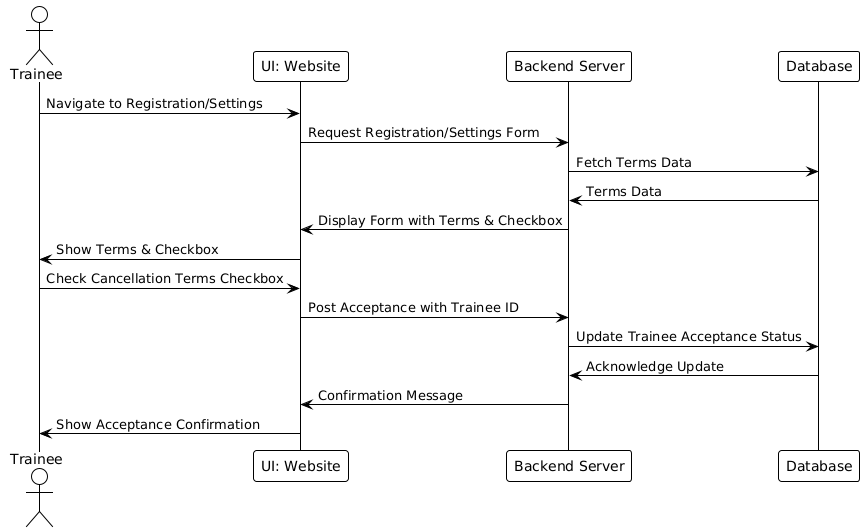 Trainee
UI: Website
Backend Server
Database
Navigate to Registration/Settings
Request Registration/Settings Form
Fetch Terms Data
Terms Data
Display Form with Terms & Checkbox
Show Terms & Checkbox
Check Cancellation Terms Checkbox
Post Acceptance with Trainee ID
Update Trainee Acceptance Status
Acknowledge Update
Confirmation Message
Show Acceptance Confirmation
Trainee
UI: Website
Backend Server
Database